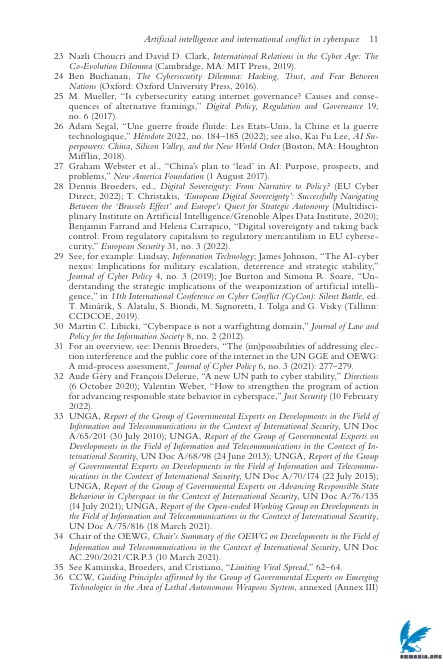 Artificial intelligence and international conflict in cyberspace 11
23 Nazli Choucri and David D. Clark, International Relations in the Cyber Age: The
Co-Evolution Dilemma (Cambridge, MA: MIT Press, 2019).
24 Ben Buchanan, The Cybersecurity Dilemma: Hacking, Trust, and Fear Between
Nations (Oxford: Oxford University Press, 2016).
25 M. Mueller, “Is cybersecurity eating internet governance? Causes and conse-
quences of alternative framings,” Digital Policy, Regulation and Governance 19,
no. 6 (2017).
26 Adam Segal, “Une guerre froide fluide: Les Etats-Unis, la Chine et la guerre
technologique,” Hérodote 2022, no. 184–185 (2022); see also, Kai Fu Lee, AI Su-
perpowers: China, Silicon Valley, and the New World Order (Boston, MA: Houghton
Mifflin, 2018).
27 Graham Webster et al., “China’s plan to ‘lead’ in AI: Purpose, prospects, and
problems,” New America Foundation (1 August 2017).
28 Dennis Broeders, ed., Digital Sovereignty: From Narrative to Policy? (EU Cyber
Direct, 2022); T. Christakis, ‘European Digital Sovereignty’: Successfully Navigating
Between the ‘Brussels Effect’ and Europe’s Quest for Strategic Autonomy (Multidisci-
plinary Institute on Artificial Intelligence/Grenoble Alpes Data Institute, 2020);
Benjamin Farrand and Helena Carrapico, “Digital sovereignty and taking back
control: From regulatory capitalism to regulatory mercantilism in EU cyberse-
curity,” European Security 31, no. 3 (2022).
29 See, for example: Lindsay, Information Technology; James Johnson, “The AI-cyber
nexus: Implications for military escalation, deterrence and strategic stability,”
Journal of Cyber Policy 4, no. 3 (2019); Joe Burton and Simona R. Soare, “Un-
derstanding the strategic implications of the weaponization of artificial intelli-
gence,” in 11th International Conference on Cyber Conflict (CyCon): Silent Battle, ed.
T. Minárik, S. Alatalu, S. Biondi, M. Signoretti, I. Tolga and G. Visky (Tallinn:
CCDCOE, 2019).
30 Martin C. Libicki, “Cyberspace is not a warfighting domain,” Journal of Law and
Policy for the Information Society 8, no. 2 (2012).
31 For an overview, see: Dennis Broeders, “The (im)possibilities of addressing elec-
tion interference and the public core of the internet in the UN GGE and OEWG:
A mid-process assessment,” Journal of Cyber Policy 6, no. 3 (2021): 277–279.
32 Aude Géry and François Delerue, “A new UN path to cyber stability,” Directions
(6 October 2020); Valentin Weber, “How to strengthen the program of action
for advancing responsible state behavior in cyberspace,” Just Security (10 February
2022).
33 UNGA, Report of the Group of Governmental Experts on Developments in the Field of
Information and Telecommunications in the Context of International Security, UN Doc
A/65/201 (30 July 2010); UNGA, Report of the Group of Governmental Experts on
Developments in the Field of Information and Telecommunications in the Context of In-
ternational Security, UN Doc A/68/98 (24 June 2013); UNGA, Report of the Group
of Governmental Experts on Developments in the Field of Information and Telecommu-
nications in the Context of International Security, UN Doc A/70/174 (22 July 2015);
UNGA, Report of the Group of Governmental Experts on Advancing Responsible State
Behaviour in Cyberspace in the Context of International Security, UN Doc A/76/135
(14 July 2021); UNGA, Report of the Open-ended Working Group on Developments in
the Field of Information and Telecommunications in the Context of International Security,
UN Doc A/75/816 (18 March 2021).
34 Chair of the OEWG, Chair’s Summary of the OEWG on Developments in the Field of
Information and Telecommunications in the Context of International Security, UN Doc
AC.290/2021/CRP.3 (10 March 2021).
35 See Kaminska, Broeders, and Cristiano, “Limiting Viral Spread,” 62–64.
36 CCW, Guiding Principles affirmed by the Group of Governmental Experts on Emerging
Technologies in the Area of Lethal Autonomous Weapons System, annexed (Annex III)